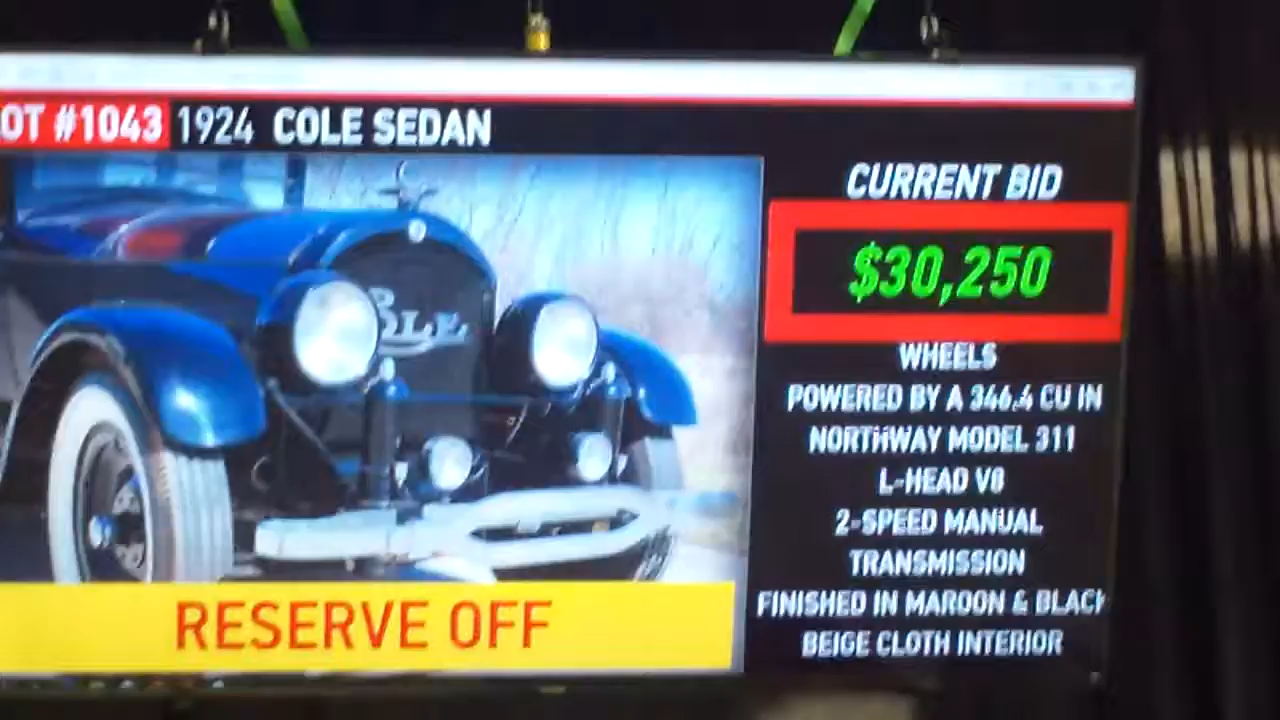 OT #1043 1924 COLE SEDAN
CURRENT BID
$30,250
WHEELS
POWERED BY A 346.4 CU IN
NORTHWAY MODEL 311
L-HEAD V8
2-SPEED MANUAL
TRANSMISSION
FINISHED IN MAROON & BLACK
BEIGE CLOTH INTERIOR
RESERVE OFF